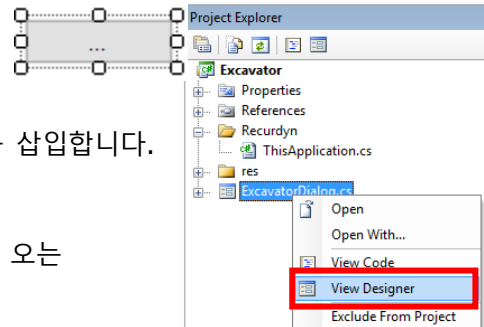 ...
삽입합니다.
오는
Project Explorer
Excavator
Properties
References
Recurdyn
ThisApplication.cs
res
ExcavatorDialog.cs
Open
Open With...
View Code
View Designer
Exclude From Project